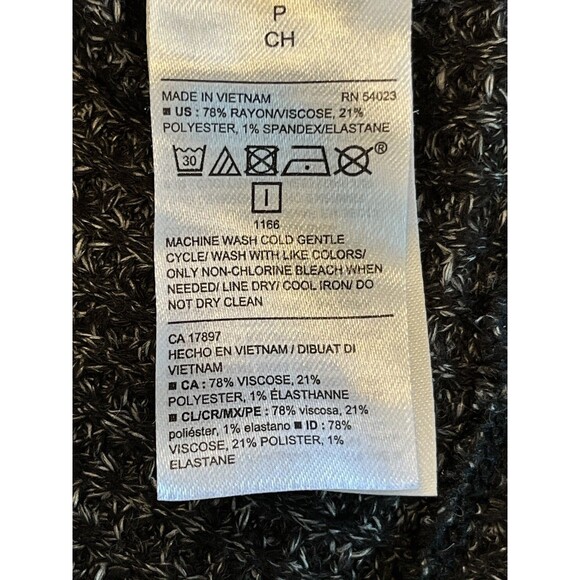 P
CH
MADE IN VIETNAM RN 54023
■ US : 78% RAYON/VISCOSE, 21%
POLYESTER, 1% SPANDEX/ELASTANE
30 ®
I
1166
MACHINE WASH COLD GENTLE
CYCLE/ WASH WITH LIKE COLORS/
ONLY NON-CHLORINE BLEACH WHEN
NEEDED/ LINE DRY/ COOL IRON/ DO
NOT DRY CLEAN
CA 17897
HECHO EN VIETNAM / DIBUAT DI
VIETNAM
■ CA : 78% VISCOSE, 21%
POLYESTER, 1% ÉLASTHANNE
■ CL/CR/MX/PE : 78% viscosa, 21%
poliéster, 1% elastano ■ ID : 78%
VISCOSE, 21% POLISTER, 1%
ELASTANE